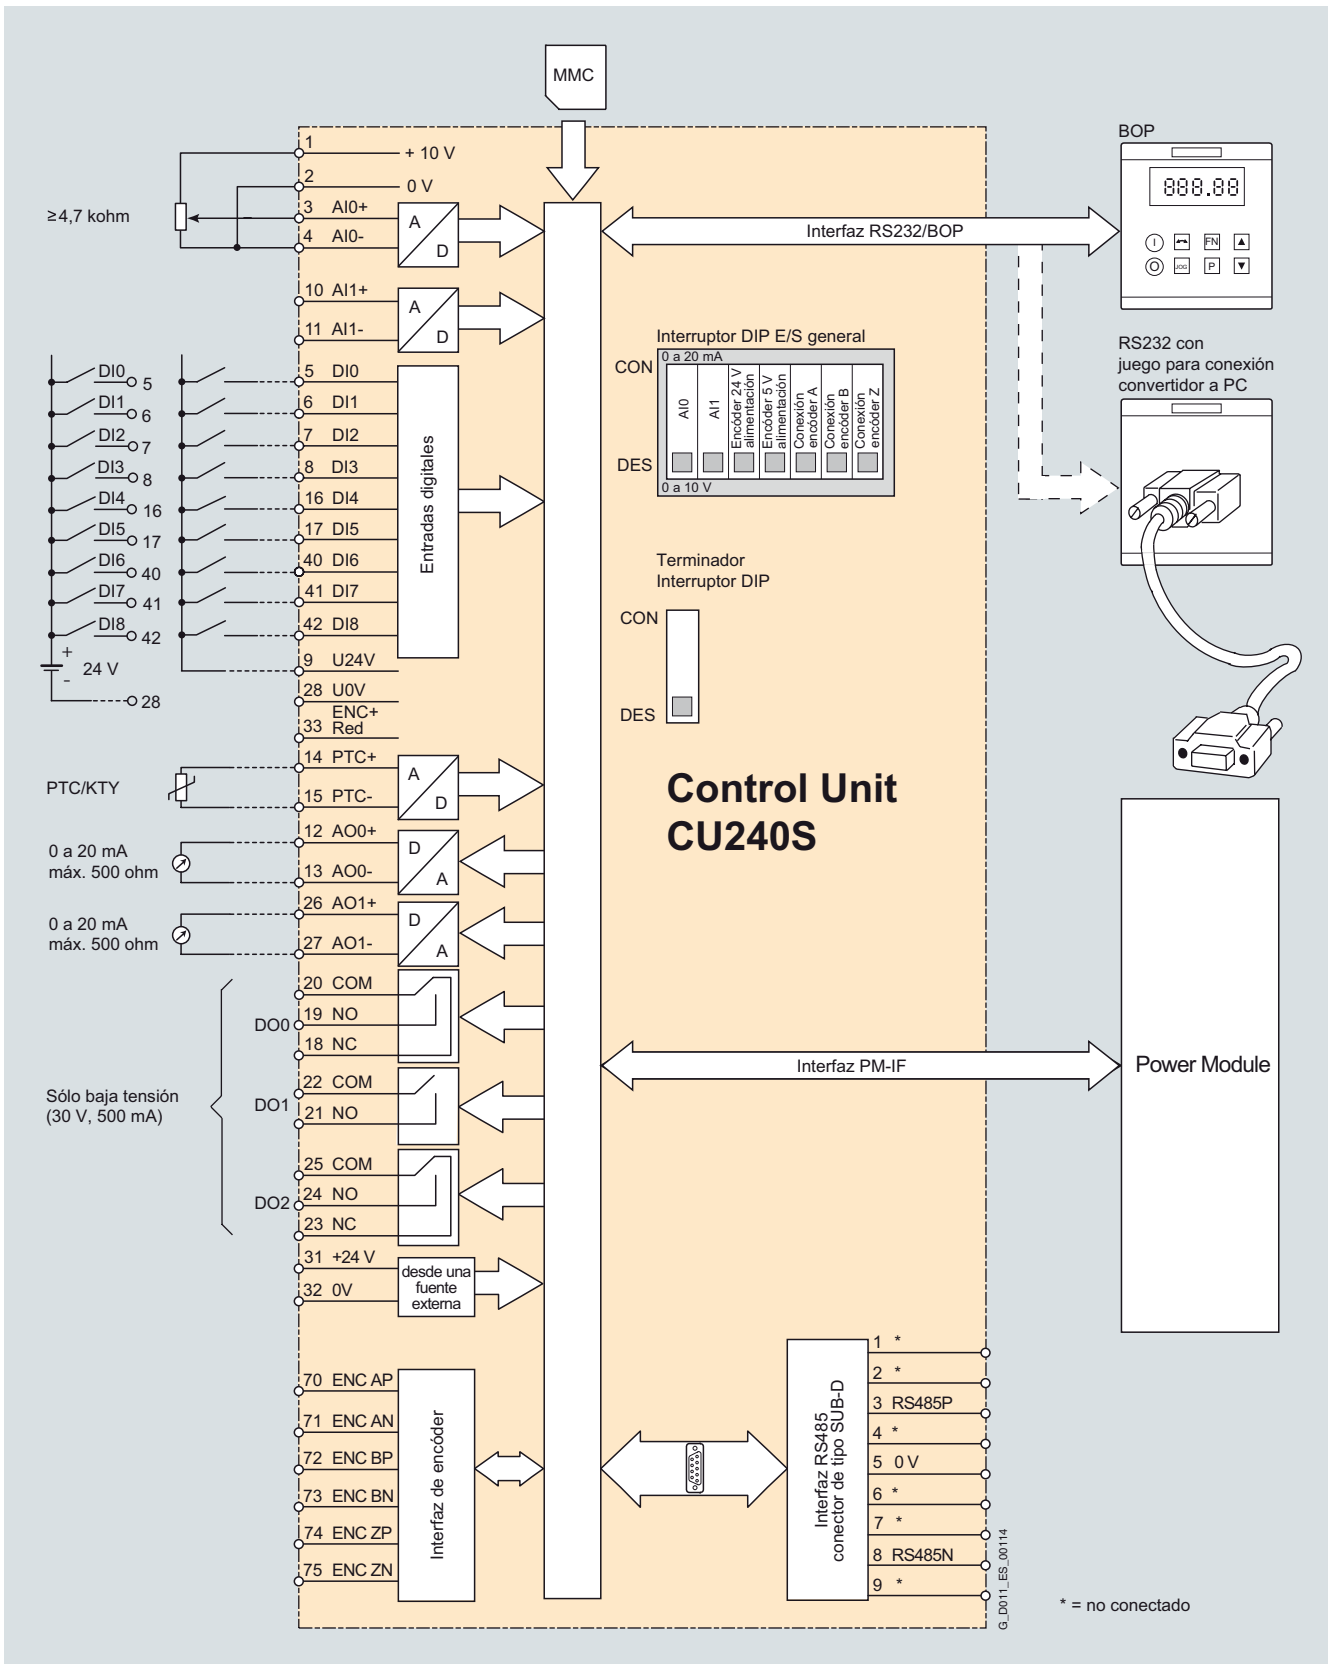 MMC
BOP
888.88
I
FN
O
JOG
P
1
+ 10 V
2
0 V
≥4,7 kohm
3 AI0+
4 AI0-
A
D
Interfaz RS232/BOP
10 AI1+
11 AI1-
A
D
RS232 con
juego para conexión
convertidor a PC
Interruptor DIP E/S general
CON
0 a 20 mA
AI0
AI1
Encóder 24 V
alimentación
Encóder 5 V
alimentación
Conexión
encóder A
Conexión
encóder B
Conexión
encóder Z
DES
0 a 10 V
DI0 5
DI1 6
DI2 7
DI3 8
DI4 16
DI5 17
DI6 40
DI7 41
DI8 42
+
24 V
-
28
5 DI0
6 DI1
7 DI2
8 DI3
16 DI4
17 DI5
40 DI6
41 DI7
42 DI8
Entradas digitales
9 U24V
28 U0V
ENC+
33 Red
Terminador
Interruptor DIP
CON
DES
Control Unit
CU240S
PTC/KTY
14 PTC+
15 PTC-
A
D
0 a 20 mA
máx. 500 ohm
12 AO0+
13 AO0-
D
A
0 a 20 mA
máx. 500 ohm
26 AO1+
27 AO1-
D
A
Sólo baja tensión
(30 V, 500 mA)
DO0
20 COM
19 NO
18 NC
DO1
22 COM
21 NO
DO2
25 COM
24 NO
23 NC
Interfaz PM-IF
Power Module
31 +24 V
32 0V
desde una
fuente
externa
70 ENC AP
71 ENC AN
72 ENC BP
73 ENC BN
74 ENC ZP
75 ENC ZN
Interfaz de encóder
Interfaz RS485
conector de tipo SUB-D
1 *
2 *
3 RS485P
4 *
5 0 V
6 *
7 *
8 RS485N
9 *
G_D011_ES_00114
* = no conectado